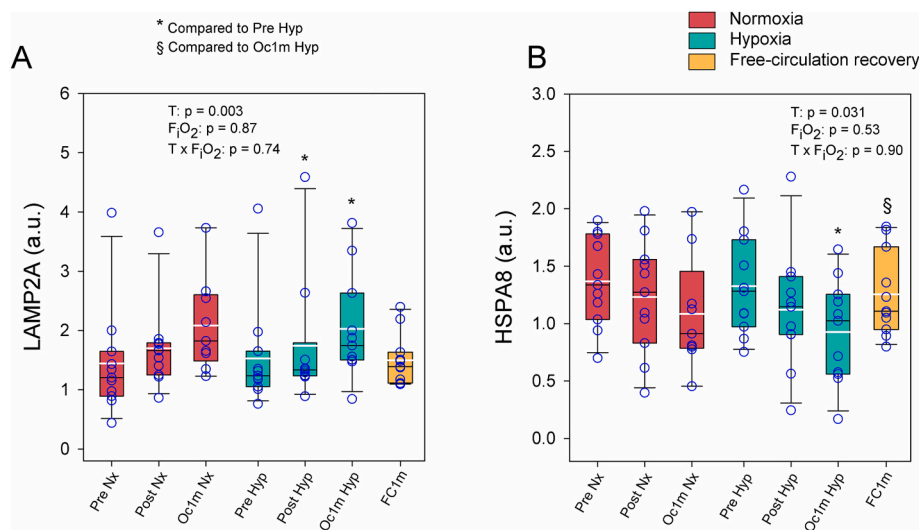 * Compared to Pre Hyp
§ Compared to Oc1m Hyp
Normoxia
Hypoxia
Free-circulation recovery
A
LAMP2A (a.u.)
6
5
4
3
2
1
0
T: p = 0.003
FiO2: p = 0.87
T x FiO2: p = 0.74
*
*
Pre Nx
Post Nx
Oc1m Nx
Pre Hyp
Post Hyp
Oc1m Hyp
FC1m
B
HSPA8 (a.u.)
3.0
2.5
2.0
1.5
1.0
0.5
0.0
T: p = 0.031
FiO2: p = 0.53
T x FiO2: p = 0.90
*
§
Pre Nx
Post Nx
Oc1m Nx
Pre Hyp
Post Hyp
Oc1m Hyp
FC1m